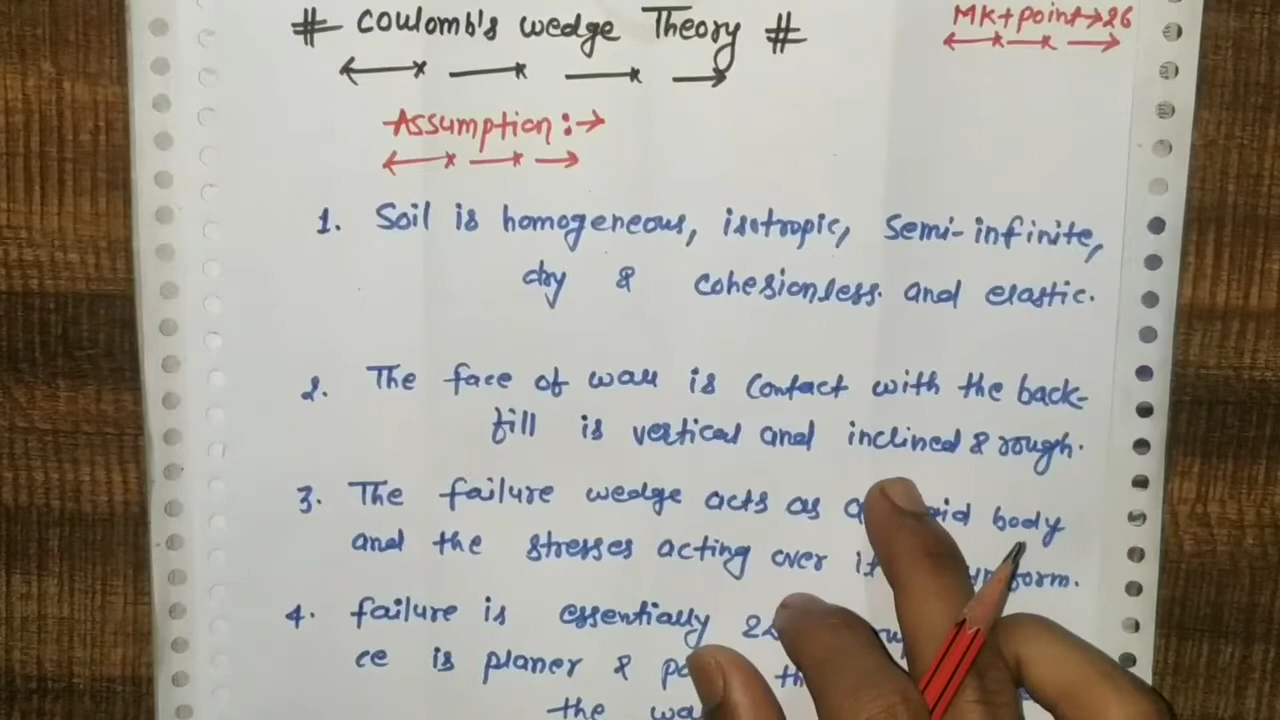 # Coulomb's wedge Theory #
MK+point→26
Assumption:→
1. Soil is homogeneous, isotropic, Semi-infinite,
dry & cohesionless. and elastic.
2. The face of wall is Contact with the back-
fill is vertical and inclined & rough.
3. The failure wedge acts as a body
and the stresses acting over
4. failure is essentially
ce is planer &
the